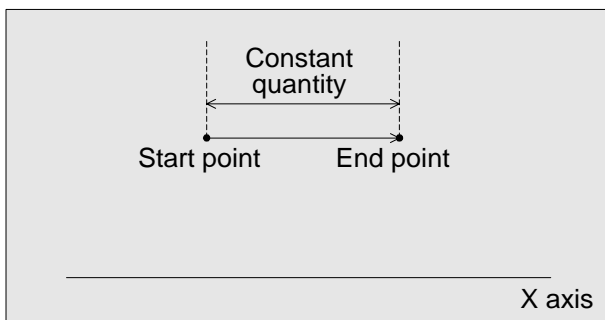 Constant
quantity
Start point
End point
X axis